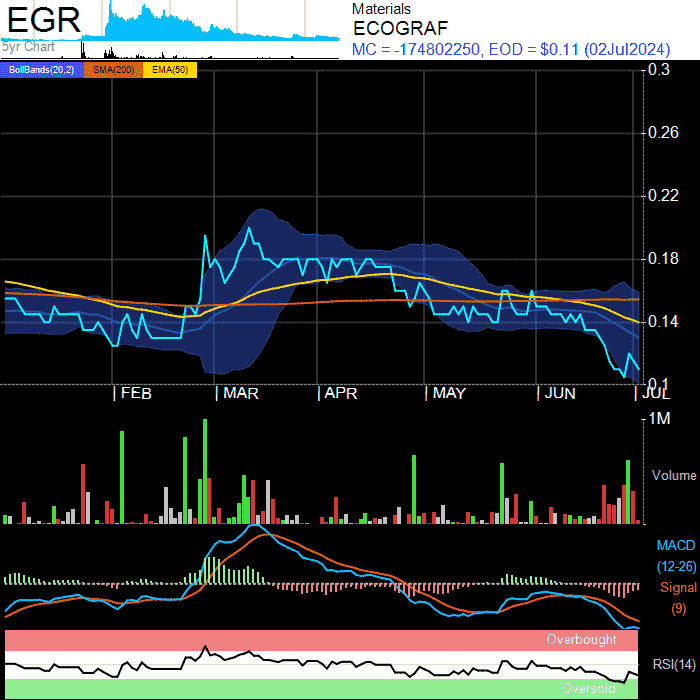 EGR
5yr Chart
Materials
ECOGRAF
MC = -174802250, EOD = $0.11 (02Jul2024)
BollBands(20,2) SMA(200) EMA(50)
0.3
0.26
0.22
0.18
0.14
0.1
FEB MAR APR MAY JUN JUL
1M
Volume
MACD
(12-26)
Signal
(9)
Overbought
RSI(14)
Oversold